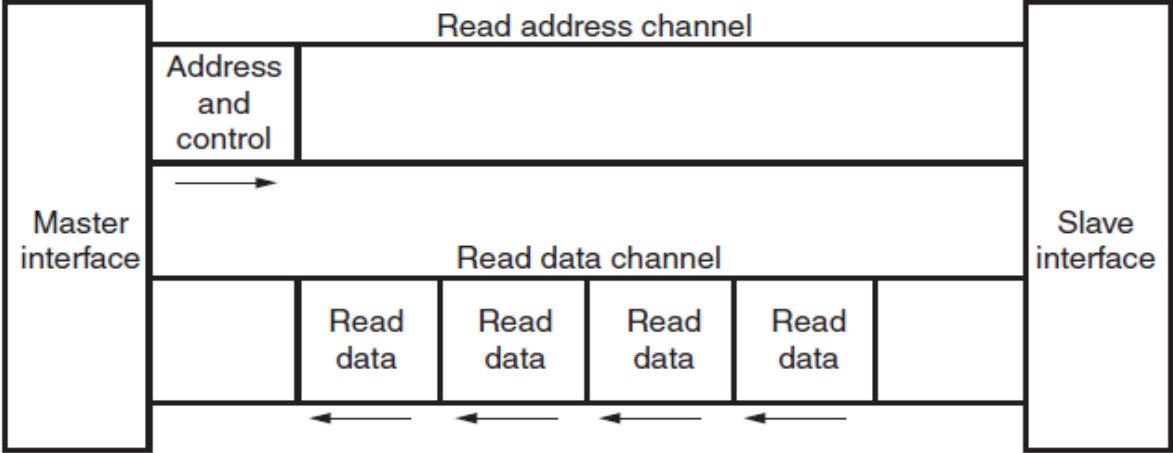 Read address channel
Address
and
control
Master
interface
Slave
interface
Read data channel
Read
data
Read
data
Read
data
Read
data